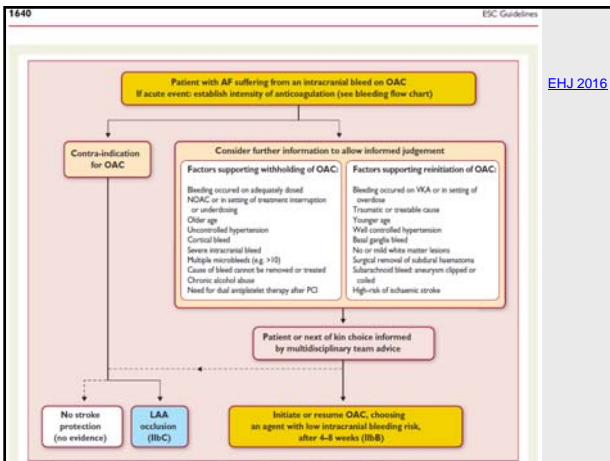 1640
ESC Guidelines
EHJ 2016
Patient with AF suffering from an intracranial bleed on OAC
If acute event: establish intensity of anticoagulation (see bleeding flow chart)
Contra-indication
for OAC
Consider further information to allow informed judgement
Factors supporting withholding of OAC:
Bleeding occured on adequately dosed
NOAC or in setting of treatment interruption
or underdosing
Older age
Uncontrolled hypertension
Cortical bleed
Severe intracranial bleed
Multiple microbleeds (e.g. >10)
Cause of bleed cannot be removed or treated
Chronic alcohol abuse
Need for dual antiplatelet therapy after PCI
Factors supporting reinitiation of OAC:
Bleeding occured on VKA or in setting of
overdose
Traumatic or treatable cause
Younger age
Well controlled hypertension
Basal ganglia bleed
No or mild white matter lesions
Surgical removal of subdural haematoma
Subarachnoid bleed: aneurysm clipped or
coiled
High-risk of ischaemic stroke
Patient or next of kin choice informed
by multidisciplinary team advice
No stroke
protection
(no evidence)
LAA
occlusion
(IIbC)
Initiate or resume OAC, choosing
an agent with low intracranial bleeding risk,
after 4–8 weeks (IIbB)